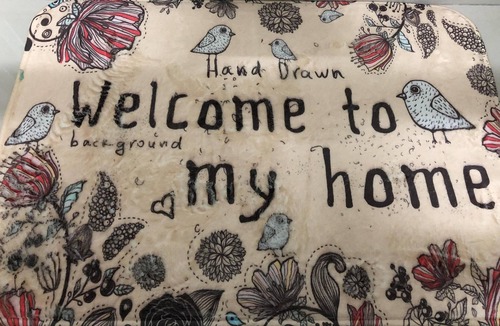 Hand Drawn
Welcome to
background
my home